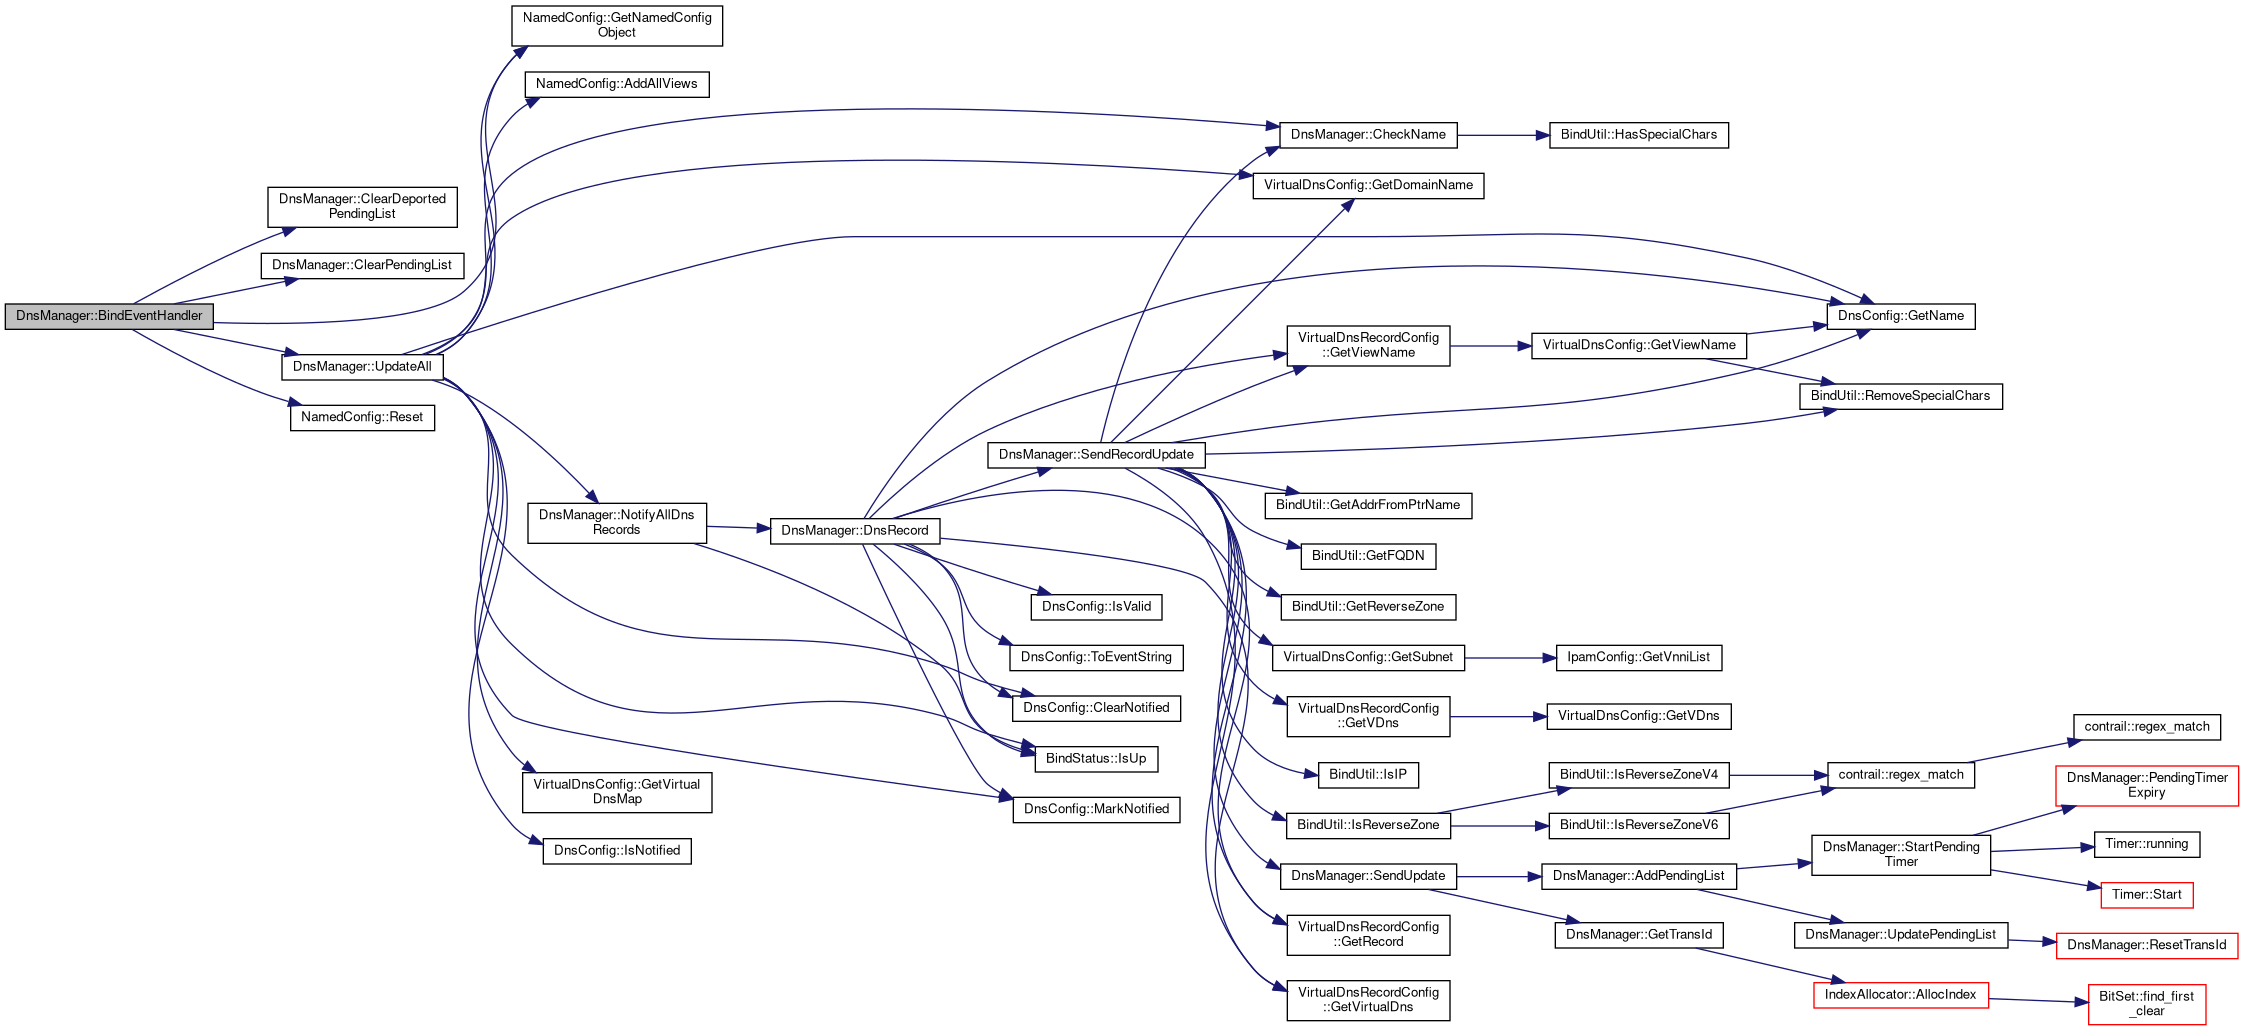 NamedConfig::GetNamedConfig
Object
NamedConfig::AddAllViews
DnsManager::CheckName
BindUtil::HasSpecialChars
VirtualDnsConfig::GetDomainName
DnsManager::ClearDeported
PendingList
DnsManager::ClearPendingList
DnsManager::BindEventHandler
DnsConfig::GetName
VirtualDnsRecordConfig
::GetViewName
VirtualDnsConfig::GetViewName
DnsManager::UpdateAll
BindUtil::RemoveSpecialChars
NamedConfig::Reset
DnsManager::SendRecordUpdate
BindUtil::GetAddrFromPtrName
DnsManager::NotifyAllDns
Records
DnsManager::DnsRecord
BindUtil::GetFQDN
DnsConfig::IsValid
BindUtil::GetReverseZone
DnsConfig::ToEventString
VirtualDnsConfig::GetSubnet
IpamConfig::GetVnniList
DnsConfig::ClearNotified
VirtualDnsRecordConfig
::GetVDns
VirtualDnsConfig::GetVDns
contrail::regex_match
BindStatus::IsUp
BindUtil::IsIP
BindUtil::IsReverseZoneV4
contrail::regex_match
DnsManager::PendingTimer
Expiry
VirtualDnsConfig::GetVirtual
DnsMap
DnsConfig::MarkNotified
BindUtil::IsReverseZone
BindUtil::IsReverseZoneV6
DnsConfig::IsNotified
DnsManager::StartPending
Timer
Timer::running
DnsManager::SendUpdate
DnsManager::AddPendingList
Timer::Start
VirtualDnsRecordConfig
::GetRecord
DnsManager::GetTransId
DnsManager::UpdatePendingList
DnsManager::ResetTransId
VirtualDnsRecordConfig
::GetVirtualDns
IndexAllocator::AllocIndex
BitSet::find_first
_clear